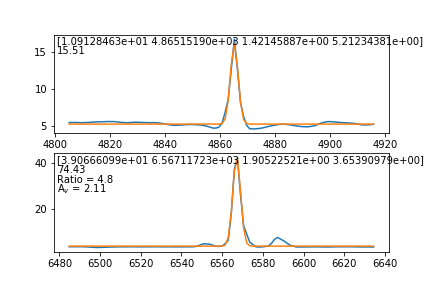 [1.09128463e+01 4.86515190e+03 1.42145887e+00 5.21234381e+00]
15.51
15
10
5
4800 4820 4840 4860 4880 4900 4920
[3.90666099e+01 6.56711723e+03 1.90522521e+00 3.65390979e+00]
74.43
Ratio = 4.8
Aᵥ = 2.11
40
20
6480 6500 6520 6540 6560 6580 6600 6620 6640